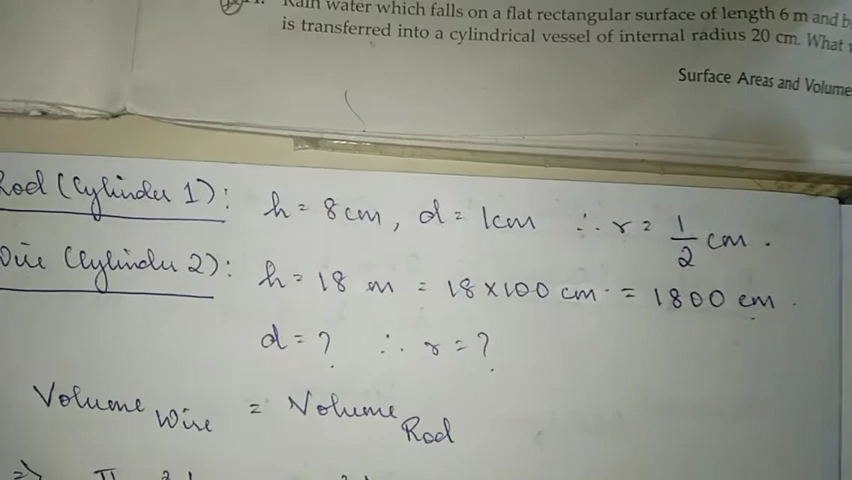 Rain water which falls on a flat rectangular surface of length 6 m and b
is transferred into a cylindrical vessel of internal radius 20 cm. What
Surface Areas and Volume
Rod (Cylinder 1): h = 8 cm, d = 1 cm ∴ r = 1/2 cm.
Wire (Cylinder 2): h = 18 m = 18 × 100 cm = 1800 cm.
d = ? ∴ r = ?
Volume Wire = Volume Rod
⇒ π